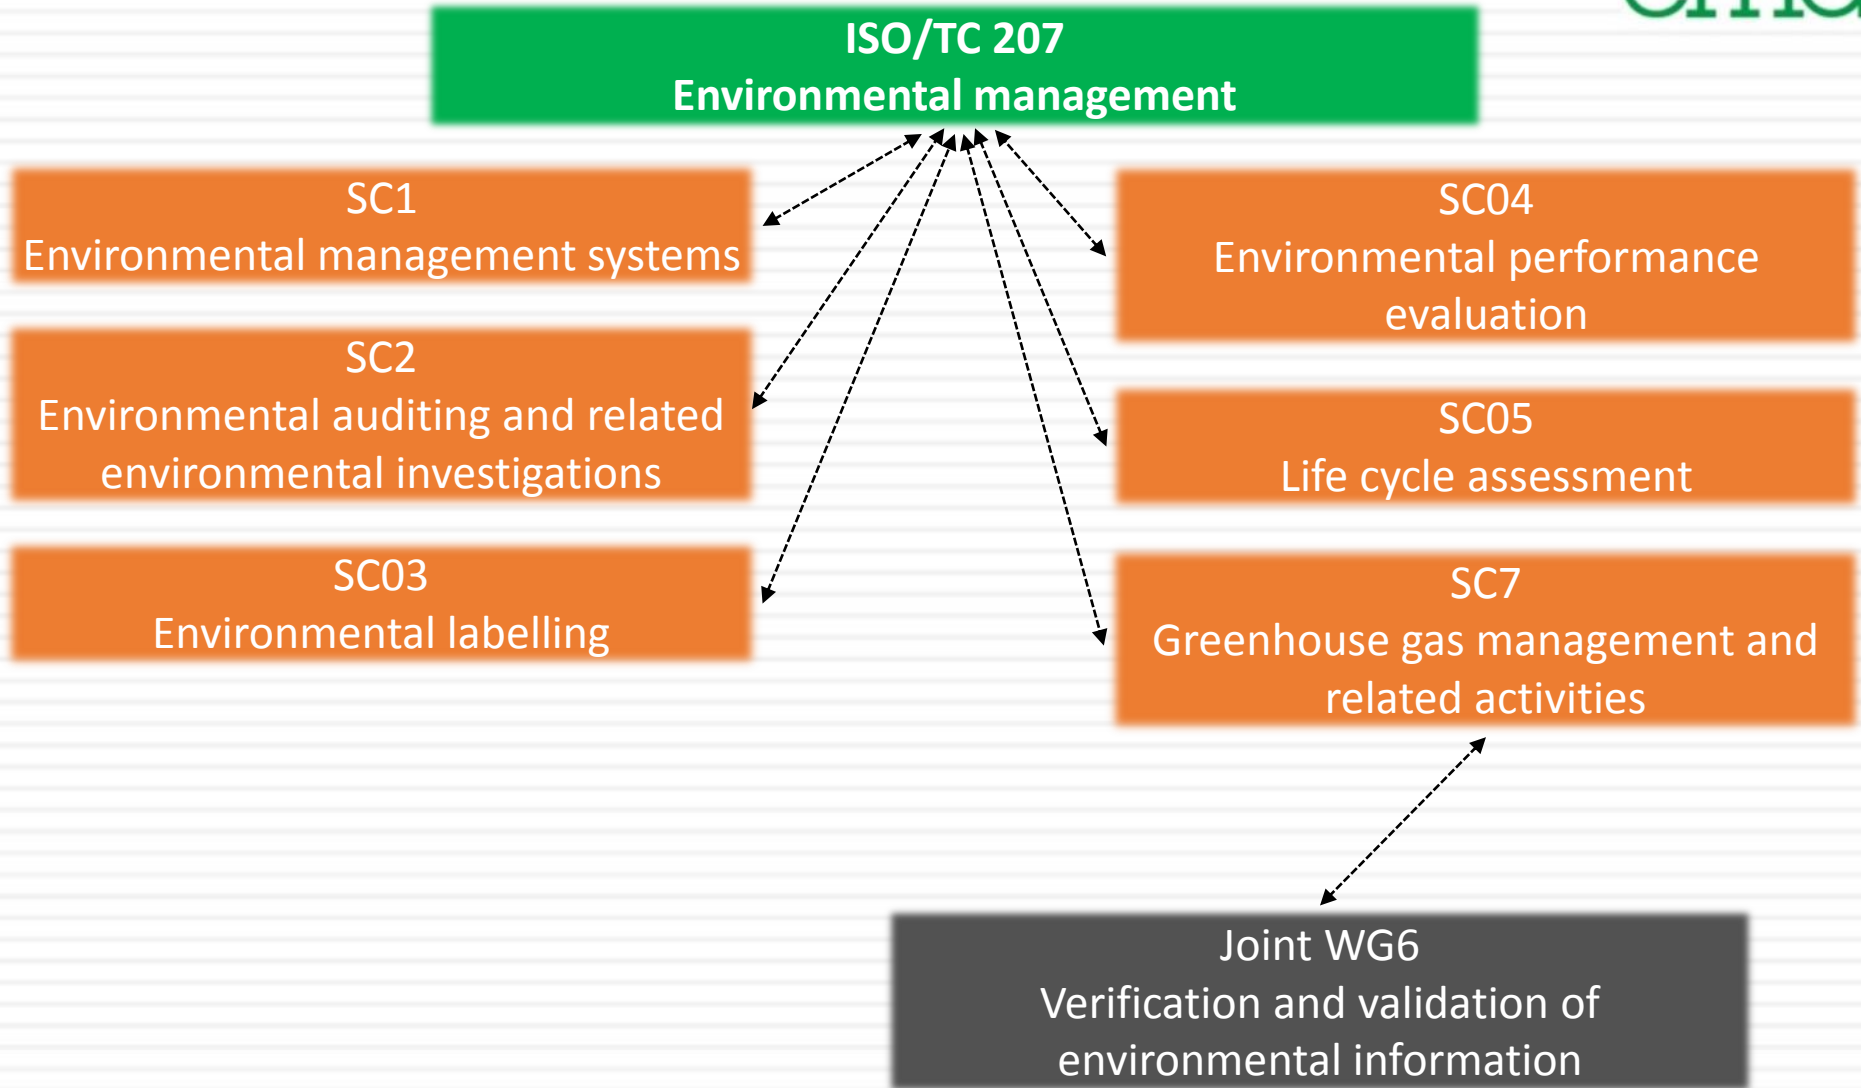 ISO/TC 207
Environmental management
SC1
Environmental management systems
SC2
Environmental auditing and related
environmental investigations
SC03
Environmental labelling
SC04
Environmental performance
evaluation
SC05
Life cycle assessment
SC7
Greenhouse gas management and
related activities
Joint WG6
Verification and validation of
environmental information